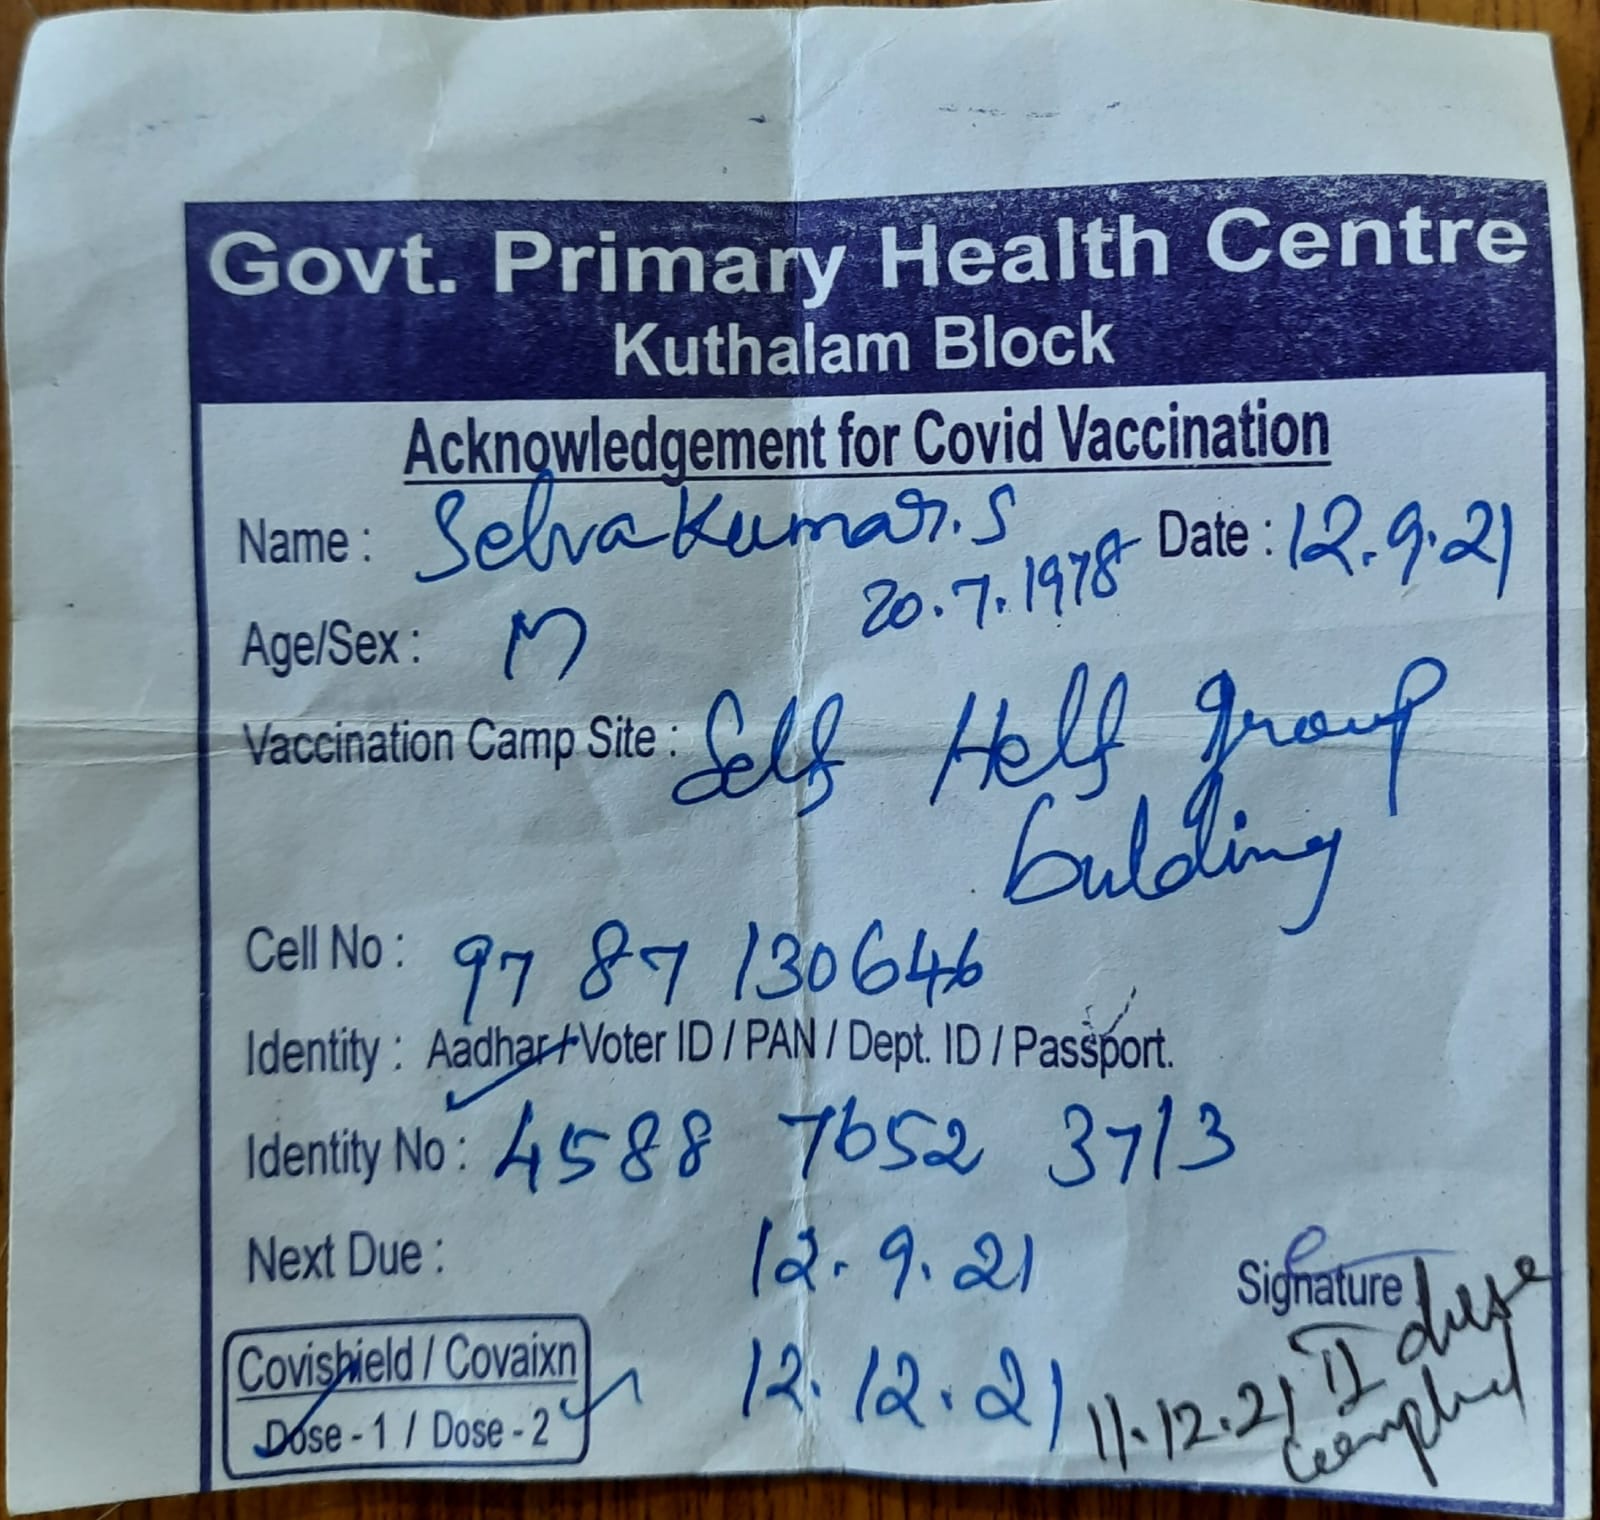 Govt. Primary Health Centre
Kuthalam Block
Acknowledgement for Covid Vaccination
Name : Selvakumar. S Date : 12.9.21
20.7.1978
Age/Sex : M
Vaccination Camp Site : Self Helf group
bulding
Cell No : 97 87 130646
Identity : Aadhar / Voter ID / PAN / Dept. ID / Passport.
Identity No : 4588 7652 3713
Next Due : 12.9.21
Signature
Covishield / Covaixn
Dose - 1 / Dose - 2
12.12.21
11.12.21 II dose